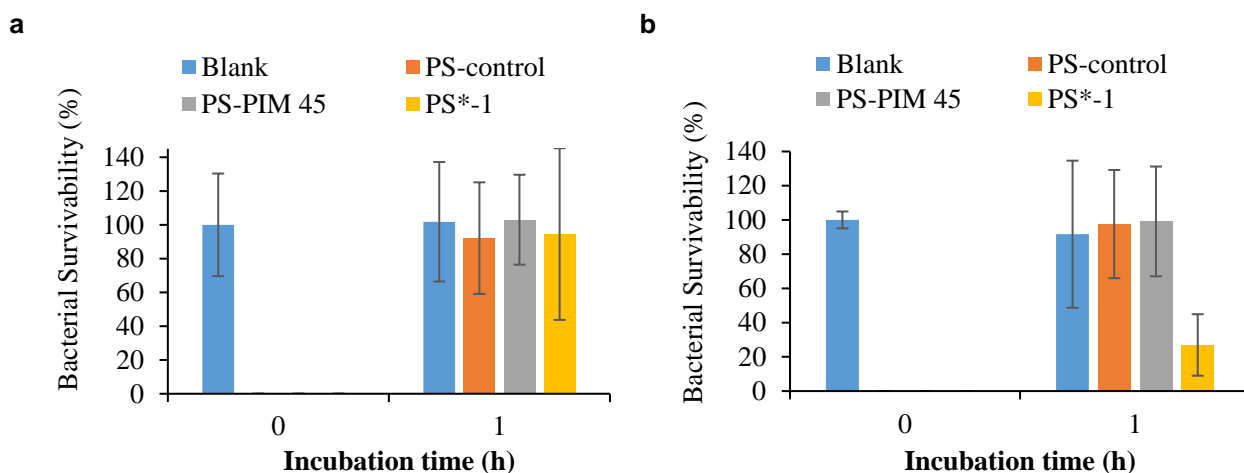 a
Blank PS-control
PS-PIM 45 PS*-1
Bacterial Survivability (%)
140
120
100
80
60
40
20
0
0 1
Incubation time (h)
b
Blank PS-control
PS-PIM 45 PS*-1
Bacterial Survivability (%)
140
120
100
80
60
40
20
0
0 1
Incubation time (h)